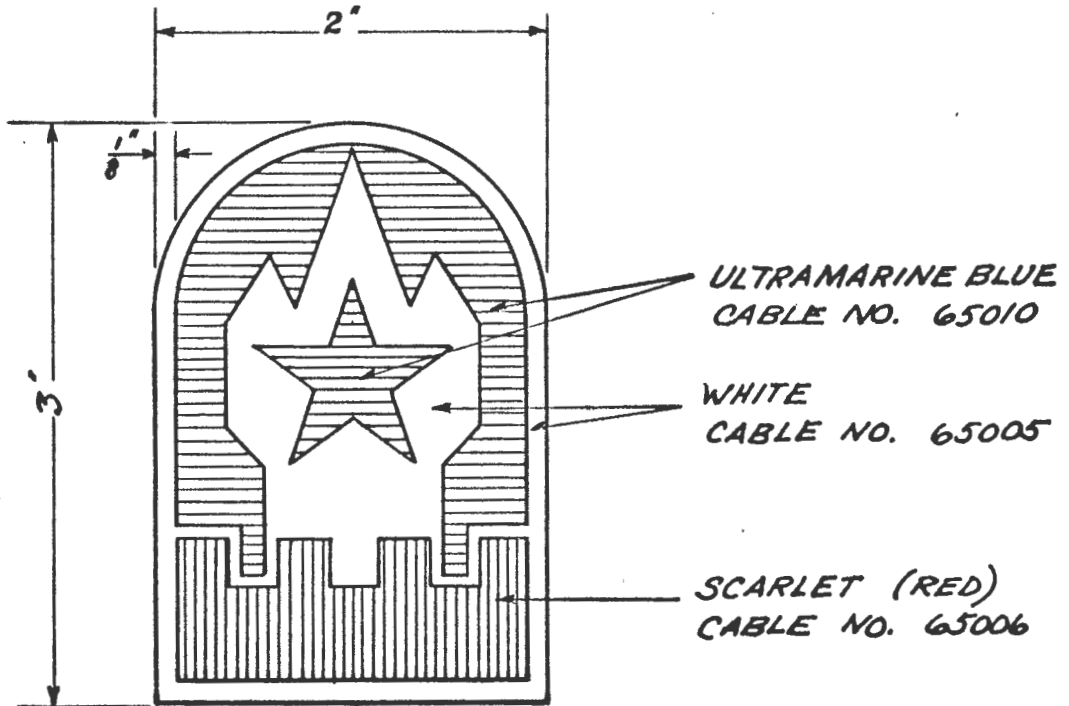 2"
1/8"
3"
ULTRAMARINE BLUE
CABLE NO. 65010
WHITE
CABLE NO. 65005
SCARLET (RED)
CABLE NO. 65006